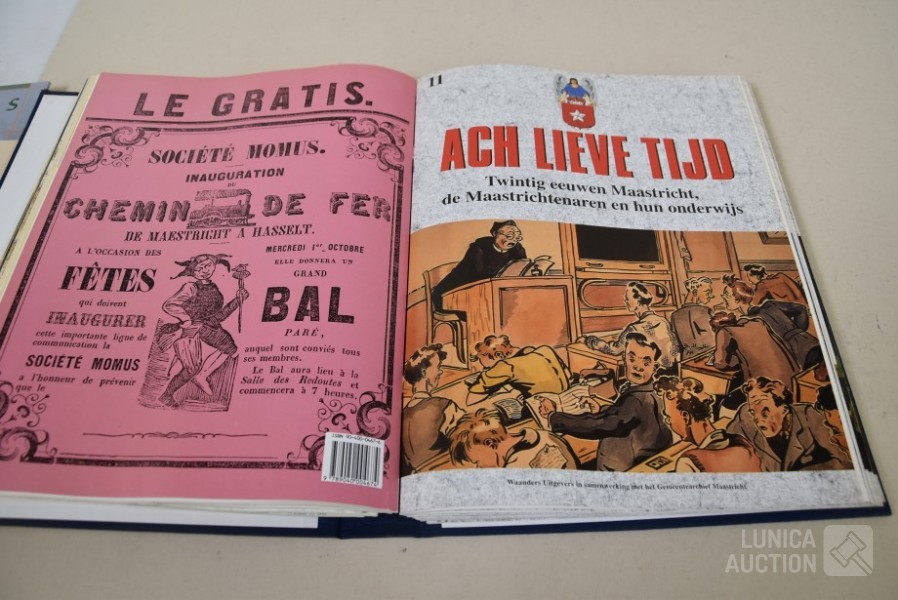 S
LE GRATIS.
SOCIÉTÉ MOMUS.
INAUGURATION
DU
CHEMIN DE FER
DE MAESTRICHT A HASSELT.
A L'OCCASION DES
FÊTES
qui doivent
INAUGURER
cette importante ligne de
communication la
SOCIÉTÉ MOMUS
a l'honneur de prévenir
que le
MERCREDI 1er OCTOBRE
ELLE DONNERA UN
GRAND
BAL
PARÉ,
auquel sont conviés tous
ses membres.
Le Bal aura lieu à la
Salle des Redoutes et
commencera à 7 heures.
11
ACH LIEVE TIJD
Twintig eeuwen Maastricht,
de Maastrichtenaren en hun onderwijs
Waanders Uitgevers in samenwerking met het Gemeentearchief Maastricht
LUNICA
AUCTION